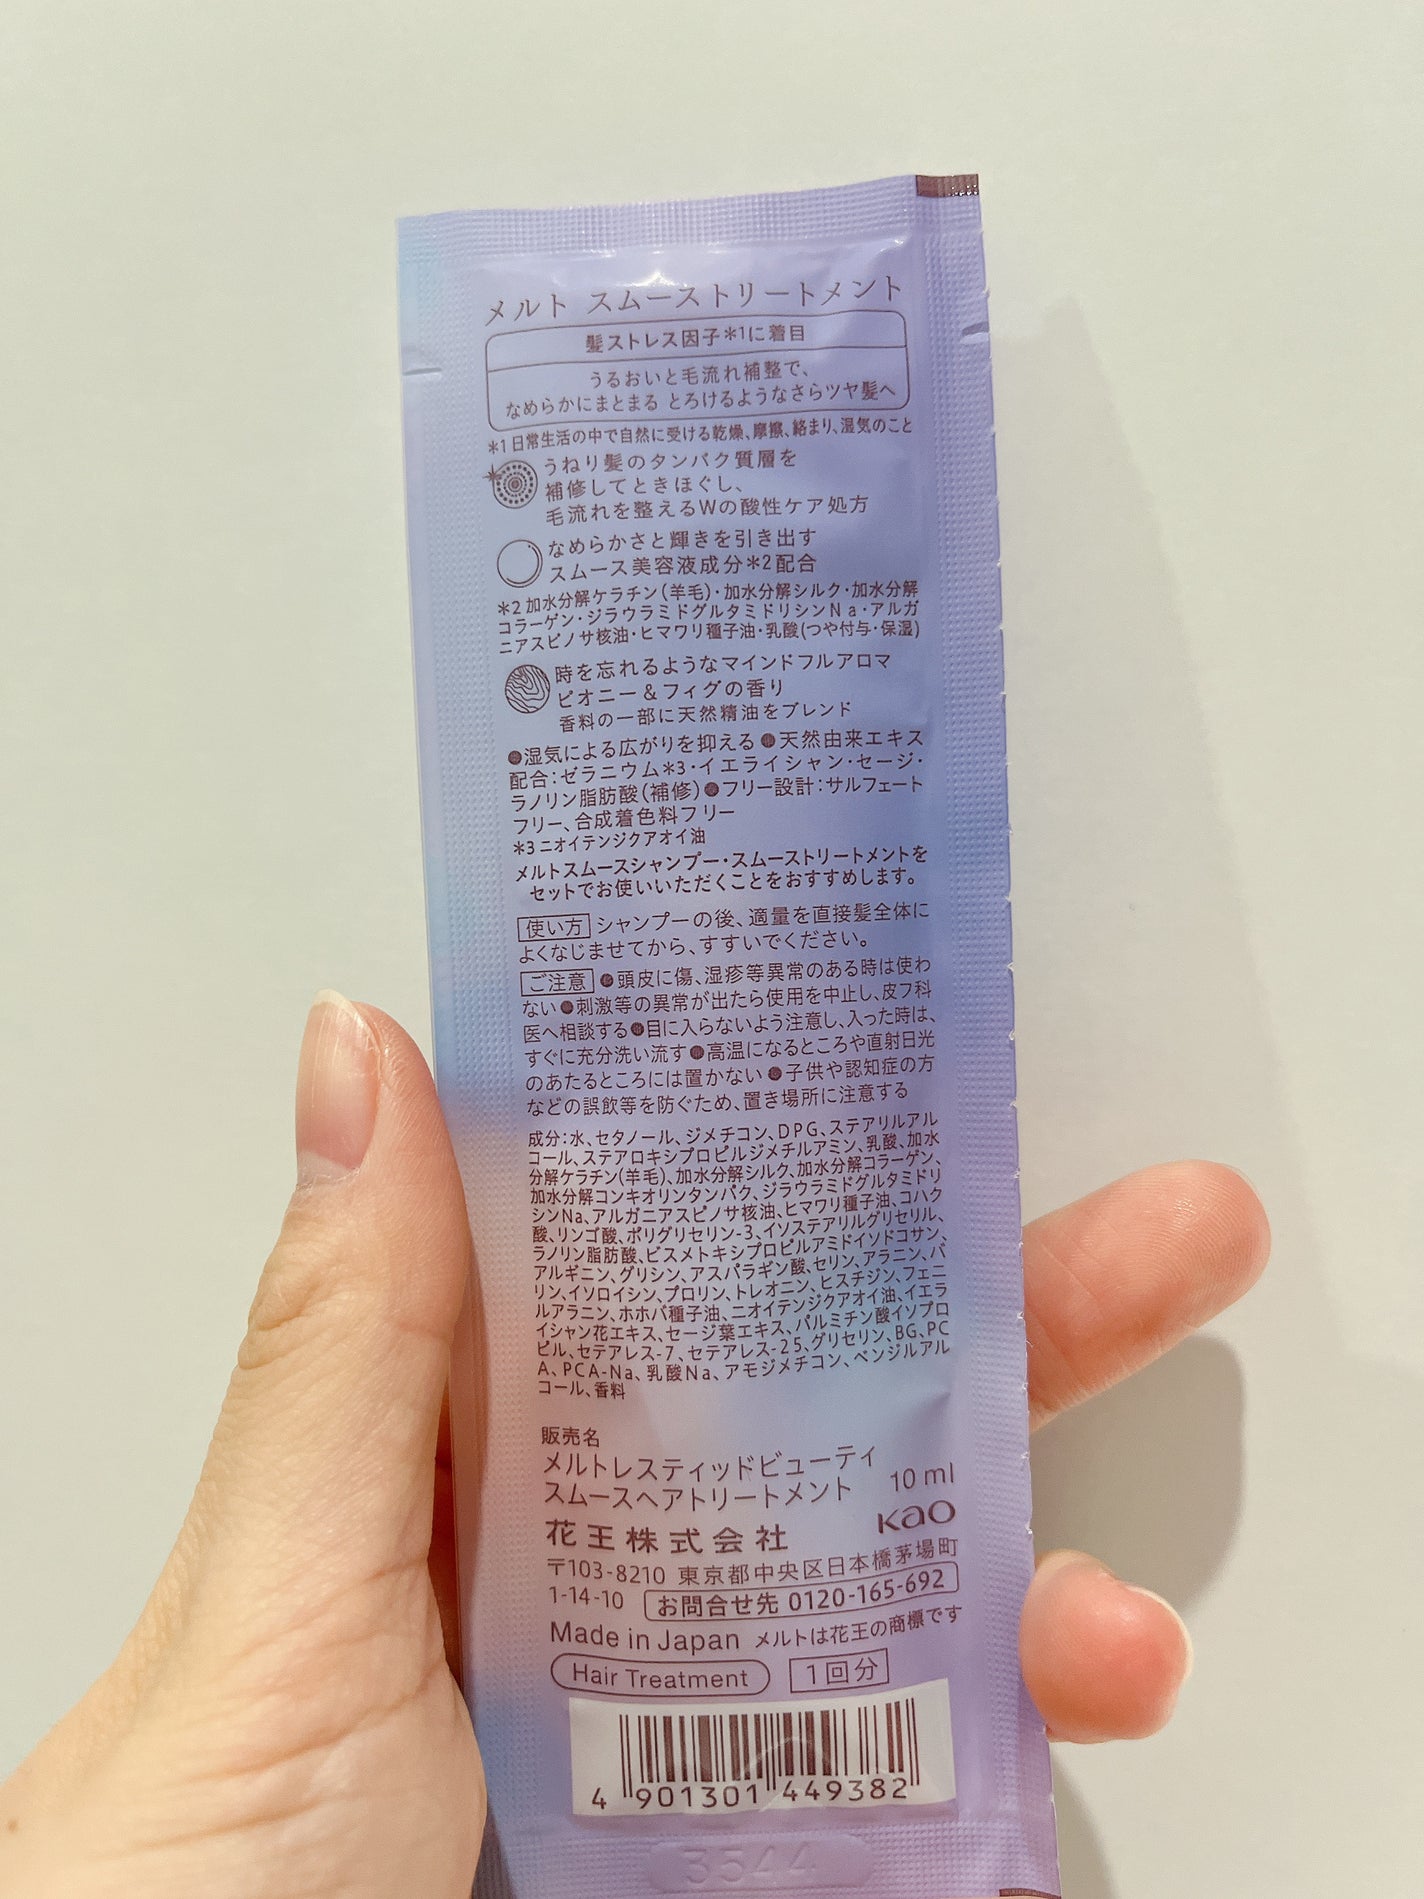 メルト スムーストリートメント
髪ストレス因子*1に着目
うるおいと毛流れ補整で、
なめらかにまとまる とろけるようなさらツヤ髪へ
*1 日常生活の中で自然に受ける乾燥、摩擦、絡まり、湿気のこと
うねり髪のタンパク質層を
補修してときほぐし、
毛流れを整えるWの酸性ケア処方
なめらかさと輝きを引き出す
スムース美容液成分*2配合
*2 加水分解ケラチン(羊毛)・加水分解シルク・加水分解
コラーゲン・ジラウラミドグルタミドリシンNa・アルガ
ニアスピノサ核油・ヒマワリ種子油・乳酸(つや付与・保湿)
時を忘れるようなマインドフルアロマ
ピオニー&フィグの香り
香料の一部に天然精油をブレンド
●湿気による広がりを抑える ●天然由来エキス
配合:ゼラニウム*3・イエライシャン・セージ・
ラノリン脂肪酸(補修)●フリー設計:サルフェート
フリー、合成着色料フリー
*3 ニオイテンジクアオイ油
メルトスムースシャンプー・スムーストリートメントを
セットでお使いいただくことをおすすめします。
使い方 シャンプーの後、適量を直接髪全体に
よくなじませてから、すすいでください。
ご注意 ●頭皮に傷、湿疹等異常のある時は使わ
ない●刺激等の異常が出たら使用を中止し、皮フ科
医へ相談する●目に入らないよう注意し、入った時は、
すぐに充分洗い流す●高温になるところや直射日光
のあたるところには置かない ●子供や認知症の方
などの誤飲等を防ぐため、置き場所に注意する
成分:水、セタノール、ジメチコン、DPG、ステアリルアル
コール、ステアロキシプロピルジメチルアミン、乳酸、加水
分解ケラチン(羊毛)、加水分解シルク、加水分解コラーゲン、
加水分解コンキオリンタンパク、ジラウラミドグルタミドリ
シンNa、アルガニアスピノサ核油、ヒマワリ種子油、コハク
酸、リンゴ酸、ポリグリセリン-3、イソステアリルグリセリル、
ラノリン脂肪酸、ビスメトキシプロピルアミドイソドコサン、
アルギニン、グリシン、アスパラギン酸、セリン、アラニン、バ
リン、イソロイシン、プロリン、トレオニン、ヒスチジン、フェニ
ルアラニン、ホホバ種子油、ニオイテンジクアオイ油、イエラ
イシャン花エキス、セージ葉エキス、パルミチン酸イソプロ
ピル、セテアレス-7、セテアレス-25、グリセリン、BG、PC
A、PCA-Na、乳酸Na、アモジメチコン、ベンジルアル
コール、香料
販売名
メルトレスティッドビューティ
スムースヘアトリートメント 10 ml
花王株式会社 Kao
〒103-8210 東京都中央区日本橋茅場町
1-14-10 お問合せ先 0120-165-692
Made in Japan メルトは花王の商標です
Hair Treatment 1回分
4 901301 449382
3544